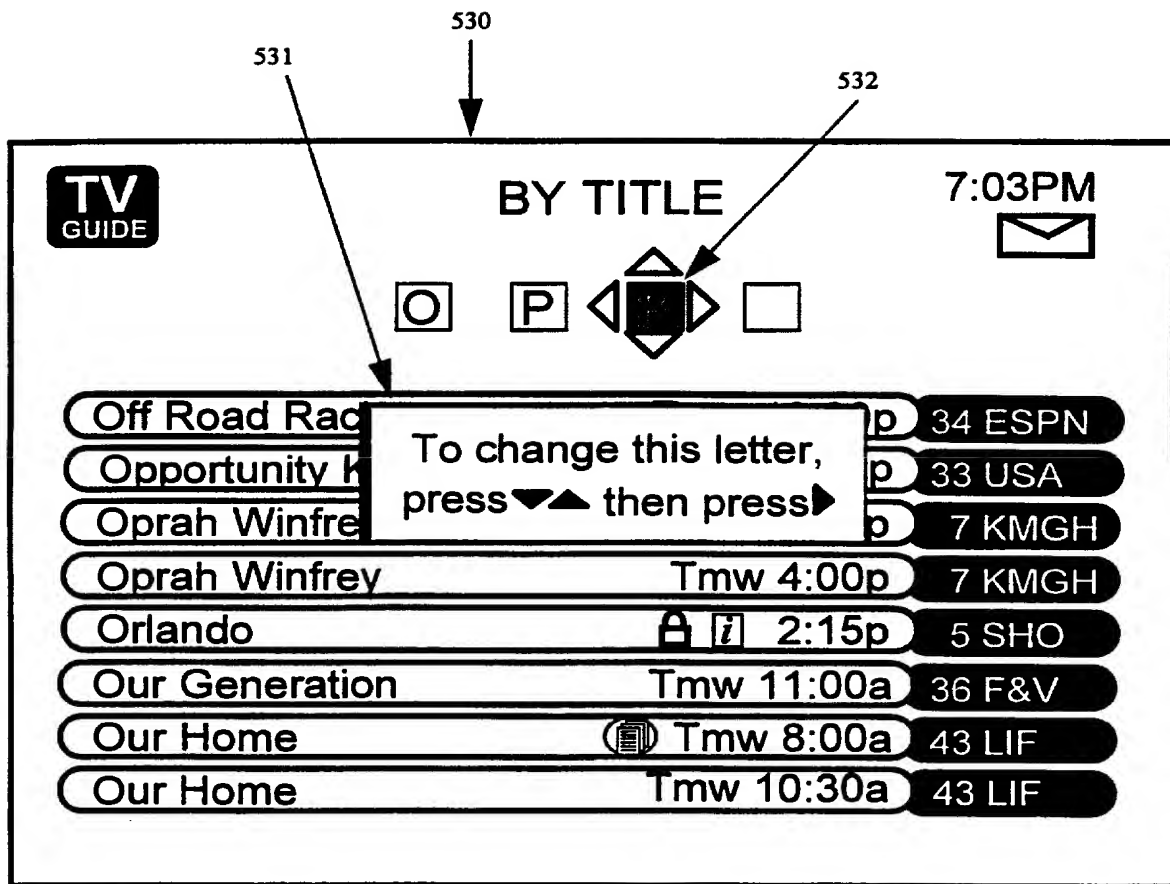 530
531
532
TV
GUIDE
BY TITLE
7:03PM
O P
Off Road Rac p 34 ESPN
To change this letter,
press▼▲ then press▶
Opportunity K p 33 USA
Oprah Winfre p 7 KMGH
Oprah Winfrey Tmw 4:00p 7 KMGH
Orlando i 2:15p 5 SHO
Our Generation Tmw 11:00a 36 F&V
Our Home Tmw 8:00a 43 LIF
Our Home Tmw 10:30a 43 LIF